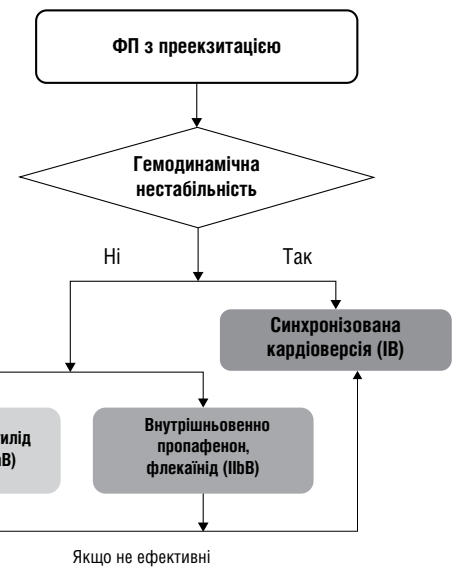 ФП з преекзитацією
Гемодинамічна
нестабільність
Ні
Так
Синхронізована
кардіоверсія (IB)
Внутрішньовенно
пропафенон,
флекаїнід (IIbB)
Якщо не ефективні